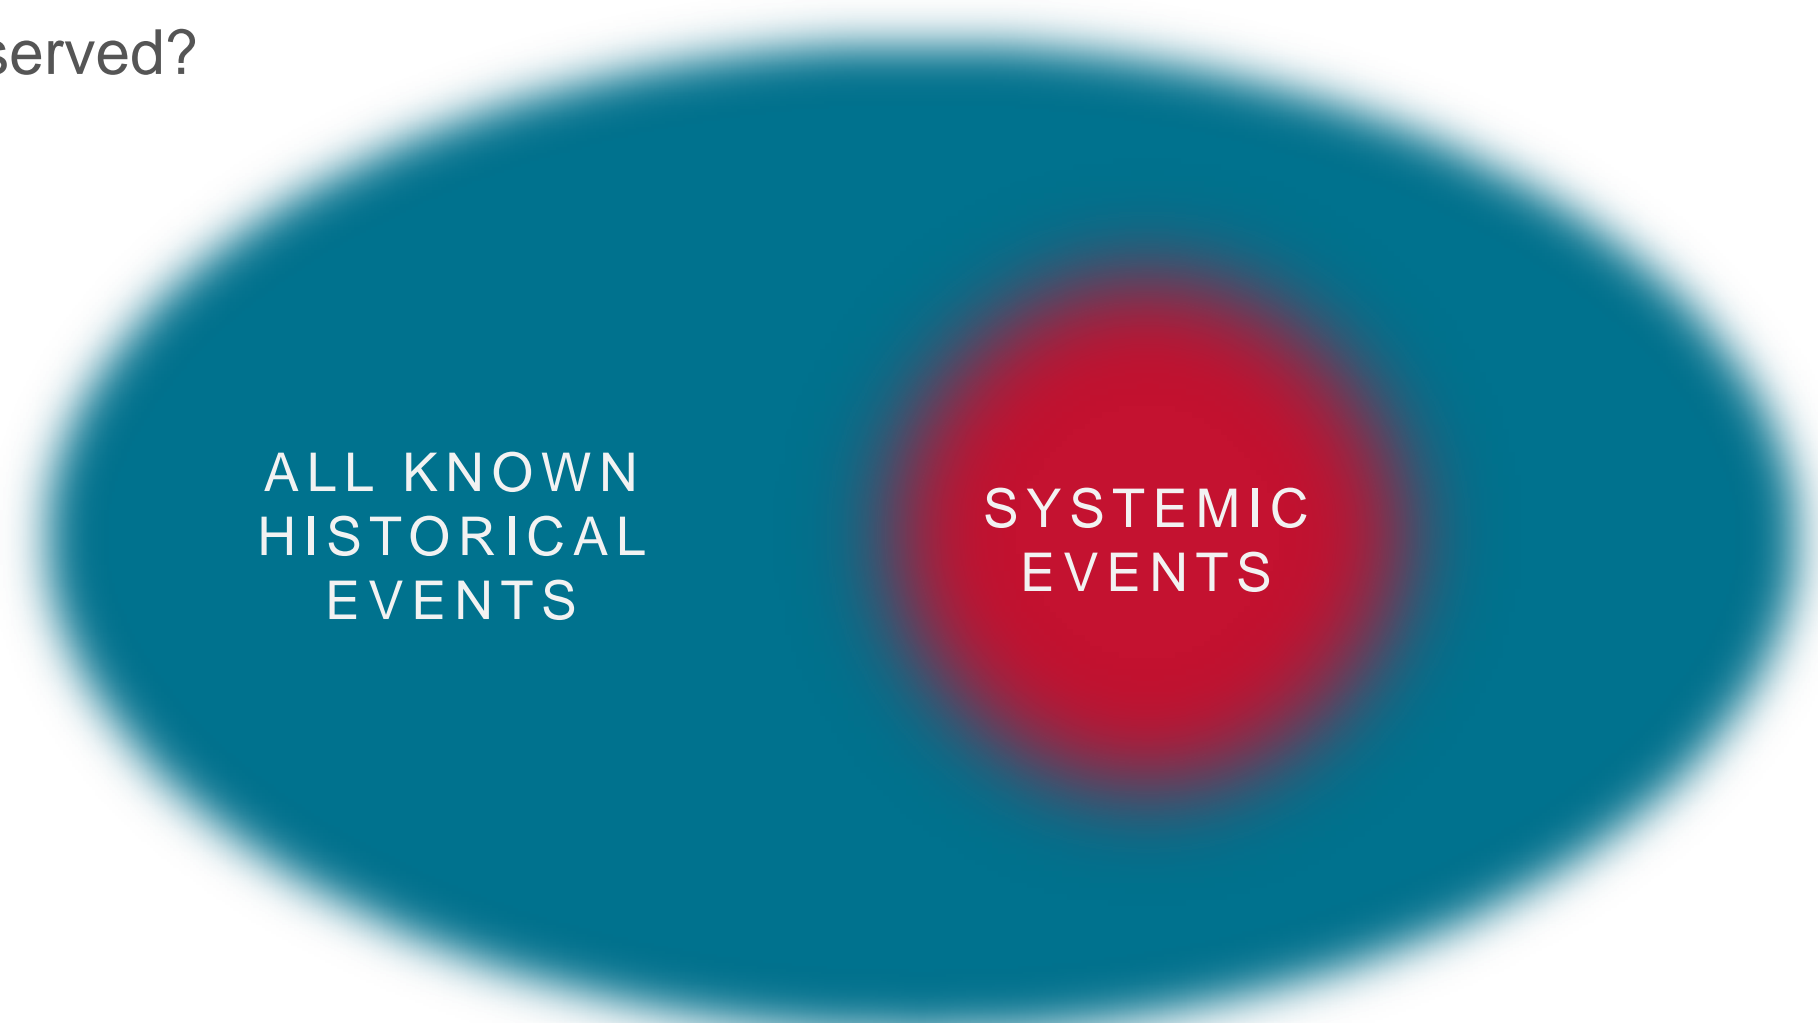 served?
ALL KNOWN
HISTORICAL
EVENTS
SYSTEMIC
EVENTS